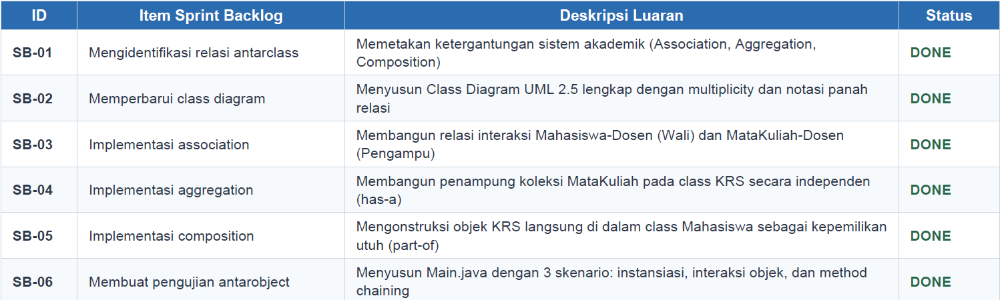 ID Item Sprint Backlog Deskripsi Luaran Status
SB-01 Mengidentifikasi relasi antarclass Memetakan ketergantungan sistem akademik (Association, Aggregation,
Composition) DONE
SB-02 Memperbarui class diagram Menyusun Class Diagram UML 2.5 lengkap dengan multiplicity dan notasi panah
relasi DONE
SB-03 Implementasi association Membangun relasi interaksi Mahasiswa-Dosen (Wali) dan MataKuliah-Dosen
(Pengampu) DONE
SB-04 Implementasi aggregation Membangun penampung koleksi MataKuliah pada class KRS secara independen
(has-a) DONE
SB-05 Implementasi composition Mengonstruksi objek KRS langsung di dalam class Mahasiswa sebagai kepemilikan
utuh (part-of) DONE
SB-06 Membuat pengujian antarobject Menyusun Main.java dengan 3 skenario: instansiasi, interaksi objek, dan method
chaining DONE